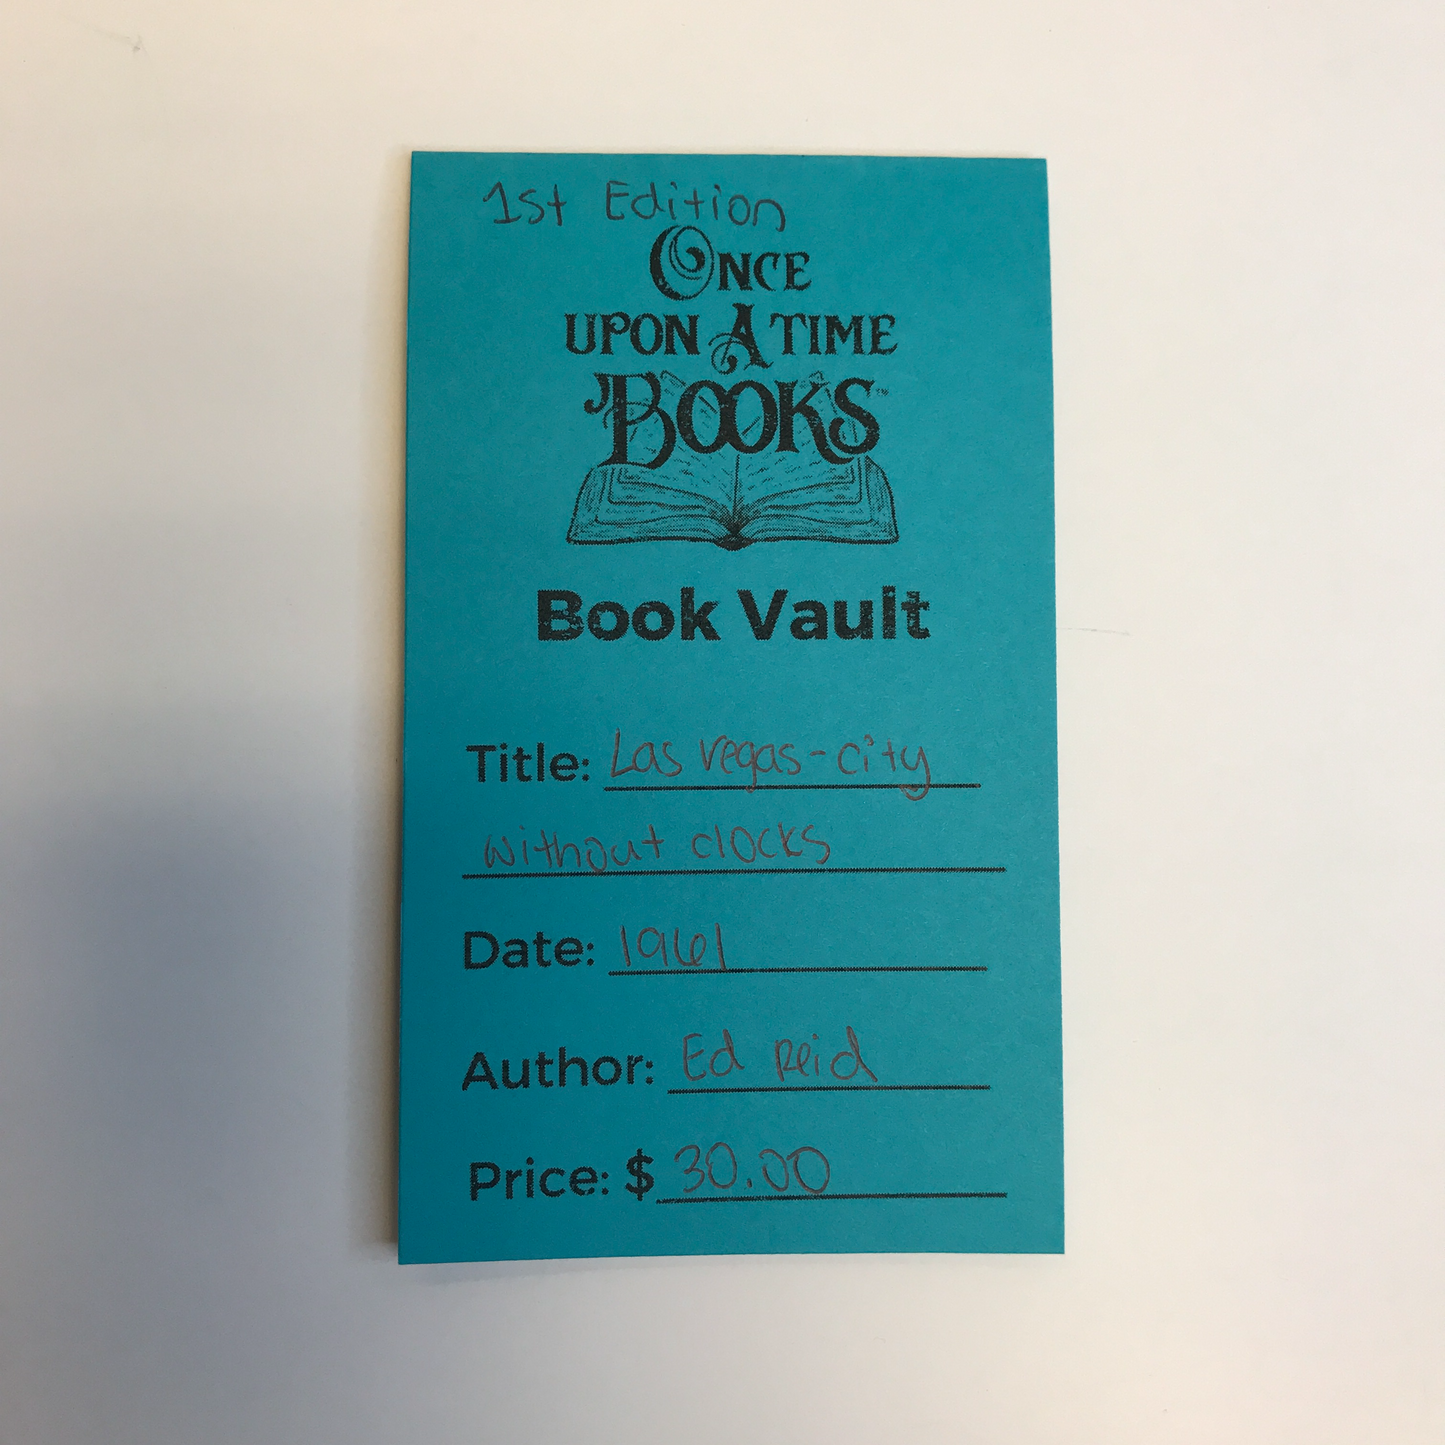 1st Edition
ONCE
UPON A TIME
BOOKS™
Book Vault
Title: Las vegas-city
without clocks
Date: 1961
Author: Ed Reid
Price: $ 30.00